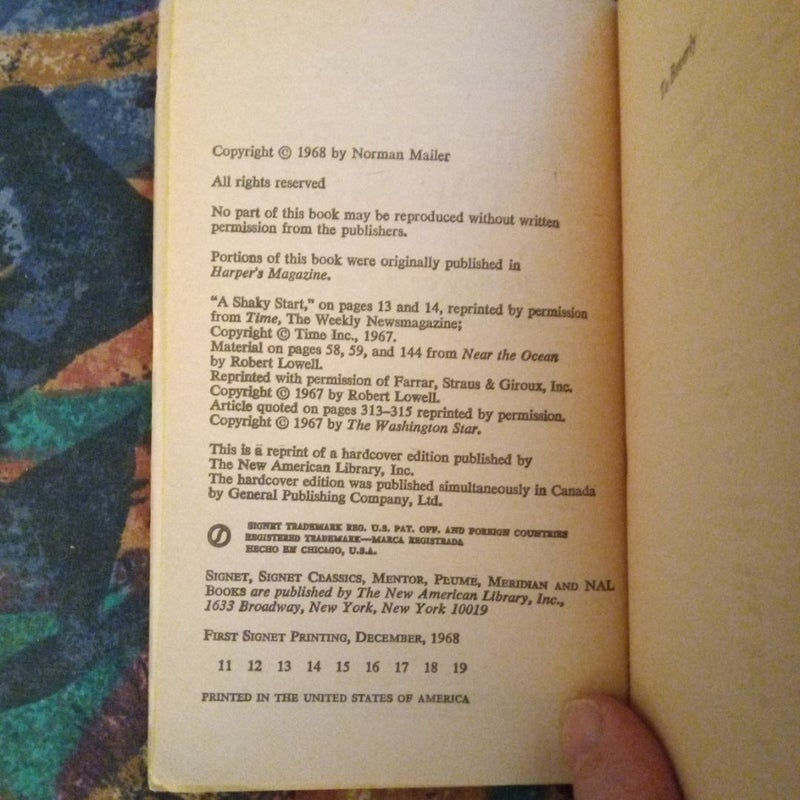 Copyright © 1968 by Norman Mailer
All rights reserved
No part of this book may be reproduced without written
permission from the publishers.
Portions of this book were originally published in
Harper's Magazine.
"A Shaky Start," on pages 13 and 14, reprinted by permission
from Time, The Weekly Newsmagazine;
Copyright © Time Inc., 1967.
Material on pages 58, 59, and 144 from Near the Ocean
by Robert Lowell.
Reprinted with permission of Farrar, Straus & Giroux, Inc.
Copyright © 1967 by Robert Lowell.
Article quoted on pages 313–315 reprinted by permission.
Copyright © 1967 by The Washington Star.
This is a reprint of a hardcover edition published by
The New American Library, Inc.
The hardcover edition was published simultaneously in Canada
by General Publishing Company, Ltd.
SIGNET TRADEMARK REG. U.S. PAT. OFF. AND FOREIGN COUNTRIES
REGISTERED TRADEMARK—MARCA REGISTRADA
HECHO EN CHICAGO, U.S.A.
SIGNET, SIGNET CLASSICS, MENTOR, PLUME, MERIDIAN AND NAL
BOOKS are published by The New American Library, Inc.,
1633 Broadway, New York, New York 10019
FIRST SIGNET PRINTING, DECEMBER, 1968
11 12 13 14 15 16 17 18 19
PRINTED IN THE UNITED STATES OF AMERICA
To Beverly